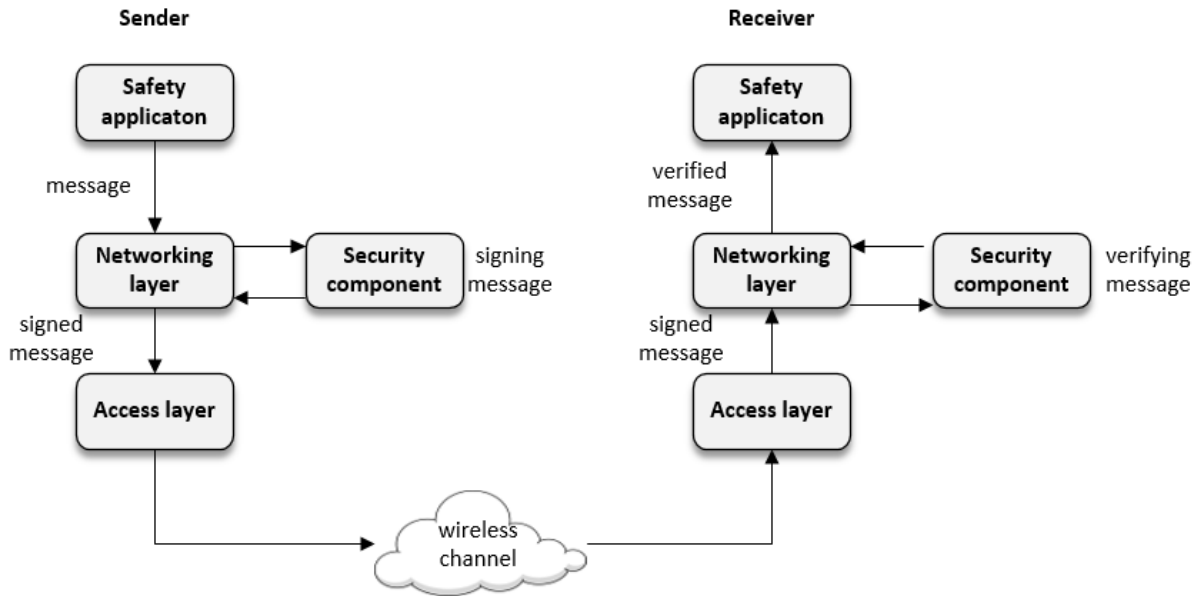 Sender
Safety
applicaton
message
Networking
layer
Security
component
signing
message
signed
message
Access layer
wireless
channel
Receiver
Safety
applicaton
verified
message
Networking
layer
Security
component
verifying
message
signed
message
Access layer